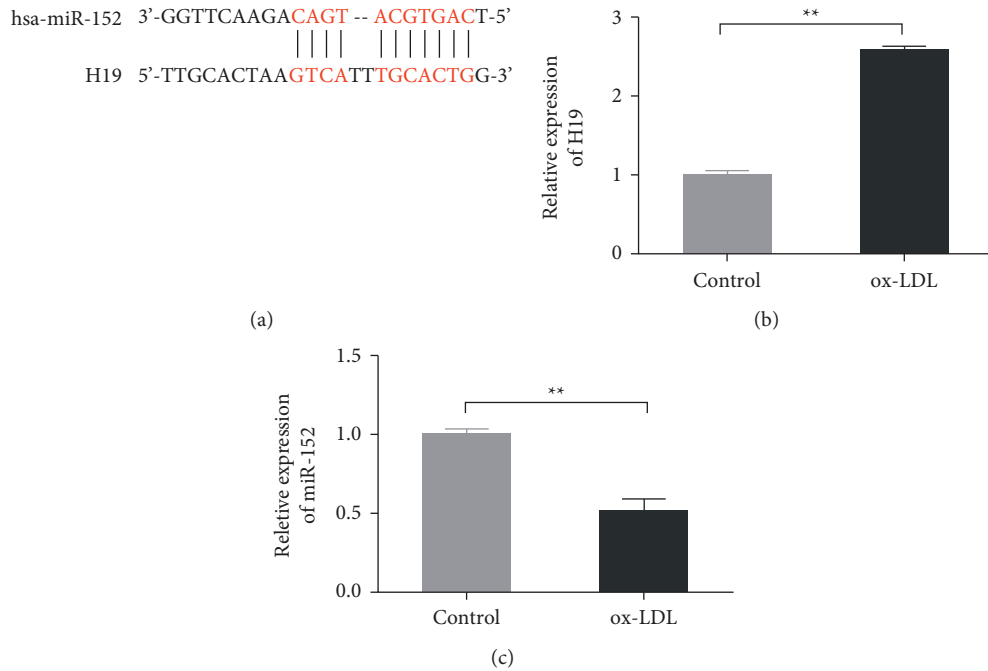 hsa-miR-152 3’-GGTTCAAGACAGT -- ACGTGACT-5’
H19 5’-TTGCACTAAGTCATTTGCACTGG-3’
(a)
Relative expression
of H19
3
2
1
0
**
Control
ox-LDL
(b)
Reletive expression
of miR-152
1.5
1.0
0.5
0.0
**
Control
ox-LDL
(c)